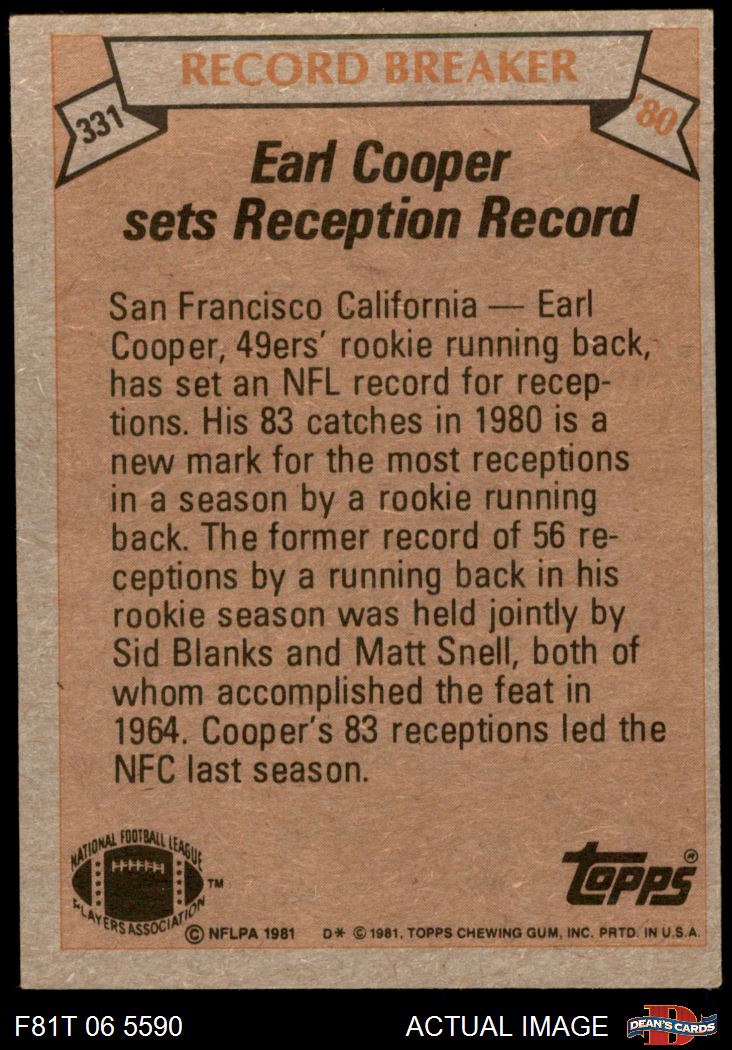 RECORD BREAKER
331
'80
Earl Cooper
sets Reception Record
San Francisco California — Earl
Cooper, 49ers' rookie running back,
has set an NFL record for recep-
tions. His 83 catches in 1980 is a
new mark for the most receptions
in a season by a rookie running
back. The former record of 56 re-
ceptions by a running back in his
rookie season was held jointly by
Sid Blanks and Matt Snell, both of
whom accomplished the feat in
1964. Cooper's 83 receptions led the
NFC last season.
NATIONAL FOOTBALL LEAGUE
PLAYERS ASSOCIATION
TM
topps®
© NFLPA 1981 D* © 1981, TOPPS CHEWING GUM, INC. PRTD. IN U.S.A.
F81T 06 5590 ACTUAL IMAGE
D
DEAN'S CARDS